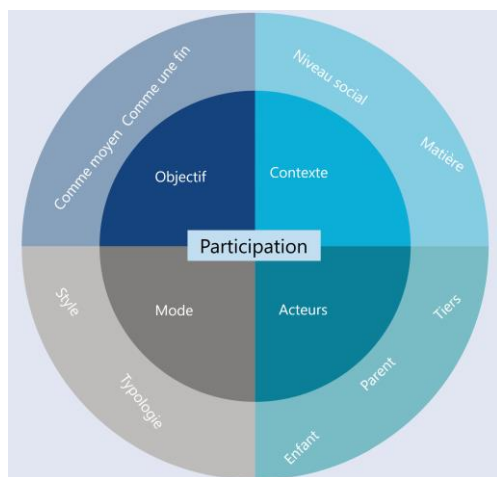 Comme moyen Comme une fin
Niveau social
Matière
Objectif
Contexte
Participation
Mode
Acteurs
Style
Typologie
Tiers
Parent
Enfant